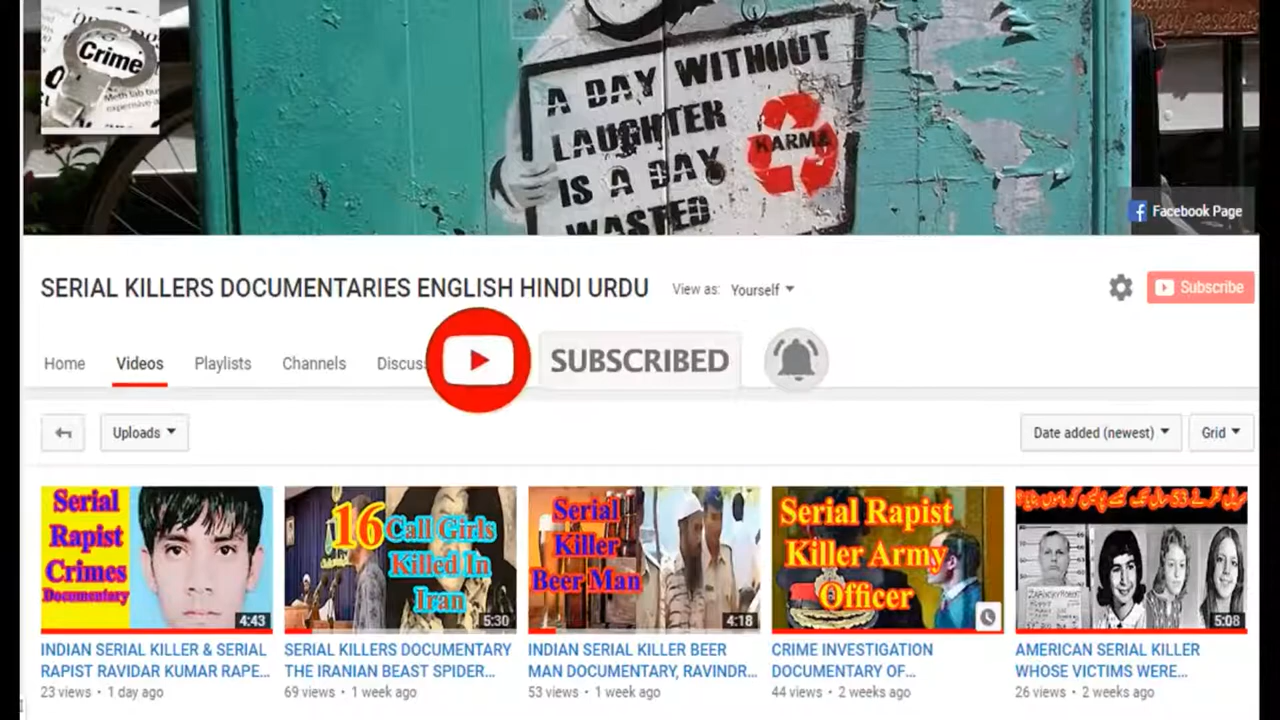 Crime
Meth lab bus
expensive a
only residents
A DAY WITHOUT
LAUGHTER
IS A DAY
WASTED
KARMA
Facebook Page
SERIAL KILLERS DOCUMENTARIES ENGLISH HINDI URDU
View as: Yourself
Subscribe
Home
Videos
Playlists
Channels
Discus
SUBSCRIBED
Uploads
Date added (newest)
Grid
Serial
Rapist
Crimes
Documentary
4:43
INDIAN SERIAL KILLER & SERIAL
RAPIST RAVIDAR KUMAR RAPE...
23 views • 1 day ago
16 Call Girls
Killed In
Iran
5:30
SERIAL KILLERS DOCUMENTARY
THE IRANIAN BEAST SPIDER...
69 views • 1 week ago
Serial
Killer
Beer Man
4:18
INDIAN SERIAL KILLER BEER
MAN DOCUMENTARY, RAVINDR...
53 views • 1 week ago
Serial Rapist
Killer Army
Officer
CRIME INVESTIGATION
DOCUMENTARY OF...
44 views • 2 weeks ago
5:08
AMERICAN SERIAL KILLER
WHOSE VICTIMS WERE...
26 views • 2 weeks ago